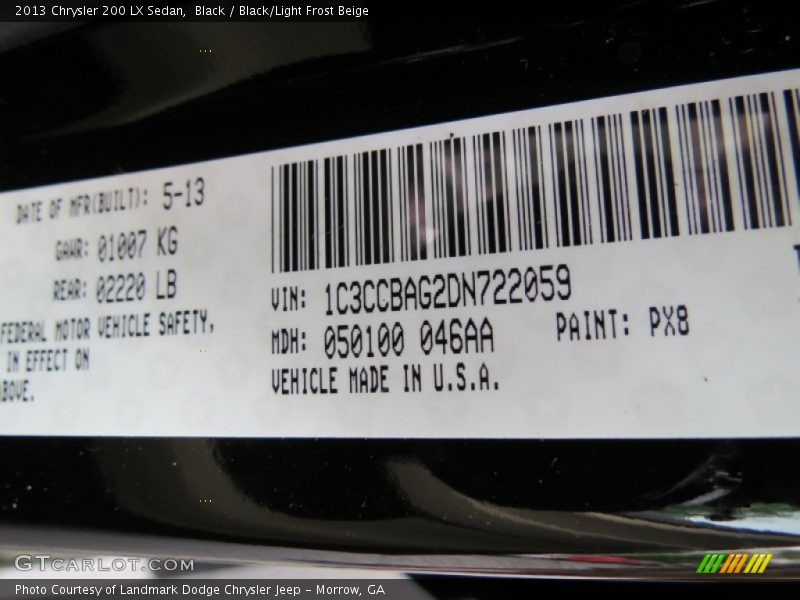 2013 Chrysler 200 LX Sedan, Black / Black/Light Frost Beige
DATE OF MFR(BUILT): 5-13
GAWR: 01007 KG
REAR: 02220 LB
FEDERAL MOTOR VEHICLE SAFETY,
IN EFFECT ON
ABOVE.
VIN: 1C3CCBAG2DN722059
MDH: 050100 046AA PAINT: PX8
VEHICLE MADE IN U.S.A.
GTCARLOT.COM
Photo Courtesy of Landmark Dodge Chrysler Jeep – Morrow, GA